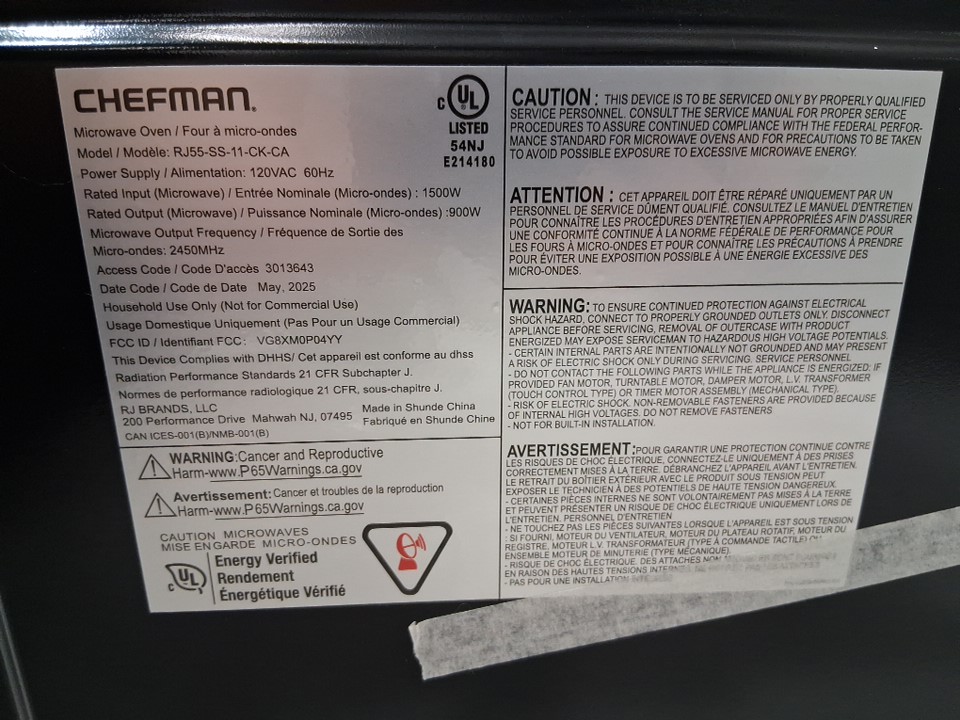 CHEFMAN®
Microwave Oven / Four à micro-ondes
Model / Modèle: RJ55-SS-11-CK-CA
Power Supply / Alimentation: 120VAC 60Hz
Rated Input (Microwave) / Entrée Nominale (Micro-ondes) : 1500W
Rated Output (Microwave) / Puissance Nominale (Micro-ondes) :900W
Microwave Output Frequency / Fréquence de Sortie des
Micro-ondes: 2450MHz
Access Code / Code D'accès 3013643
Date Code / Code de Date May, 2025
Household Use Only (Not for Commercial Use)
Usage Domestique Uniquement (Pas Pour un Usage Commercial)
FCC ID / Identifiant FCC: VG8XM0P04YY
This Device Complies with DHHS/ Cet appareil est conforme au dhss
Radiation Performance Standards 21 CFR Subchapter J.
Normes de performance radiologique 21 CFR, sous-chapitre J.
RJ BRANDS, LLC
200 Performance Drive Mahwah NJ, 07495
Made in Shunde China
Fabriqué en Shunde Chine
CAN ICES-001(B)/NMB-001(B)
c UL
LISTED
54NJ
E214180
WARNING:Cancer and Reproductive
Harm-www.P65Warnings.ca.gov
Avertissement: Cancer et troubles de la reproduction
Harm-www.P65Warnings.ca.gov
CAUTION MICROWAVES
MISE EN GARDE MICRO-ONDES
c UL
Energy Verified
Rendement
Énergétique Vérifié
CAUTION : THIS DEVICE IS TO BE SERVICED ONLY BY PROPERLY QUALIFIED
SERVICE PERSONNEL. CONSULT THE SERVICE MANUAL FOR PROPER SERVICE
PROCEDURES TO ASSURE CONTINUED COMPLIANCE WITH THE FEDERAL PERFOR-
MANCE STANDARD FOR MICROWAVE OVENS AND FOR PRECAUTIONS TO BE TAKEN
TO AVOID POSSIBLE EXPOSURE TO EXCESSIVE MICROWAVE ENERGY.
ATTENTION : CET APPAREIL DOIT ÊTRE RÉPARÉ UNIQUEMENT PAR UN
PERSONNEL DE SERVICE DÛMENT QUALIFIÉ. CONSULTEZ LE MANUEL D'ENTRETIEN
POUR CONNAÎTRE LES PROCÉDURES D'ENTRETIEN APPROPRIÉES AFIN D'ASSURER
UNE CONFORMITÉ CONTINUE À LA NORME FÉDÉRALE DE PERFORMANCE POUR
LES FOURS À MICRO-ONDES ET POUR CONNAÎTRE LES PRÉCAUTIONS À PRENDRE
POUR ÉVITER UNE EXPOSITION POSSIBLE À UNE ÉNERGIE EXCESSIVE DES
MICRO-ONDES.
WARNING: TO ENSURE CONTINUED PROTECTION AGAINST ELECTRICAL
SHOCK HAZARD, CONNECT TO PROPERLY GROUNDED OUTLETS ONLY, DISCONNECT
APPLIANCE BEFORE SERVICING, REMOVAL OF OUTERCASE WITH PRODUCT
ENERGIZED MAY EXPOSE SERVICEMAN TO HAZARDOUS HIGH VOLTAGE POTENTIALS.
- CERTAIN INTERNAL PARTS ARE INTENTIONALLY NOT GROUNDED AND MAY PRESENT
A RISK OF ELECTRIC SHOCK ONLY DURING SERVICING. SERVICE PERSONNEL
- DO NOT CONTACT THE FOLLOWING PARTS WHILE THE APPLIANCE IS ENERGIZED: IF
PROVIDED FAN MOTOR, TURNTABLE MOTOR, DAMPER MOTOR, L.V. TRANSFORMER
(TOUCH CONTROL TYPE) OR TIMER MOTOR ASSEMBLY (MECHANICAL TYPE).
- RISK OF ELECTRIC SHOCK. NON-REMOVABLE FASTENERS ARE PROVIDED BECAUSE
OF INTERNAL HIGH VOLTAGES. DO NOT REMOVE FASTENERS
- NOT FOR BUILT-IN INSTALLATION.
AVERTISSEMENT:POUR GARANTIR UNE PROTECTION CONTINUE CONTRE
LES RISQUES DE CHOC ÉLECTRIQUE, CONNECTEZ-LE UNIQUEMENT À DES PRISES
CORRECTEMENT MISES À LA TERRE. DÉBRANCHEZ L'APPAREIL AVANT L'ENTRETIEN.
LE RETRAIT DU BOÎTIER EXTÉRIEUR AVEC LE PRODUIT SOUS TENSION PEUT
EXPOSER LE TECHNICIEN À DES POTENTIELS DE HAUTE TENSION DANGEREUX.
- CERTAINES PIÈCES INTERNES NE SONT VOLONTAIREMENT PAS MISES À LA TERRE
ET PEUVENT PRÉSENTER UN RISQUE DE CHOC ÉLECTRIQUE UNIQUEMENT LORS DE
L'ENTRETIEN. PERSONNEL D'ENTRETIEN
- NE TOUCHEZ PAS LES PIÈCES SUIVANTES LORSQUE L'APPAREIL EST SOUS TENSION
: SI FOURNI, MOTEUR DU VENTILATEUR, MOTEUR DU PLATEAU ROTATIF, MOTEUR DU
REGISTRE, MOTEUR L.V. TRANSFORMATEUR (TYPE À COMMANDE TACTILE) OU
ENSEMBLE MOTEUR DE MINUTERIE (TYPE MÉCANIQUE).
- RISQUE DE CHOC ÉLECTRIQUE. DES ATTACHES NON
EN RAISON DES HAUTES TENSIONS INTERNES
- PAS POUR UNE INSTALLATION